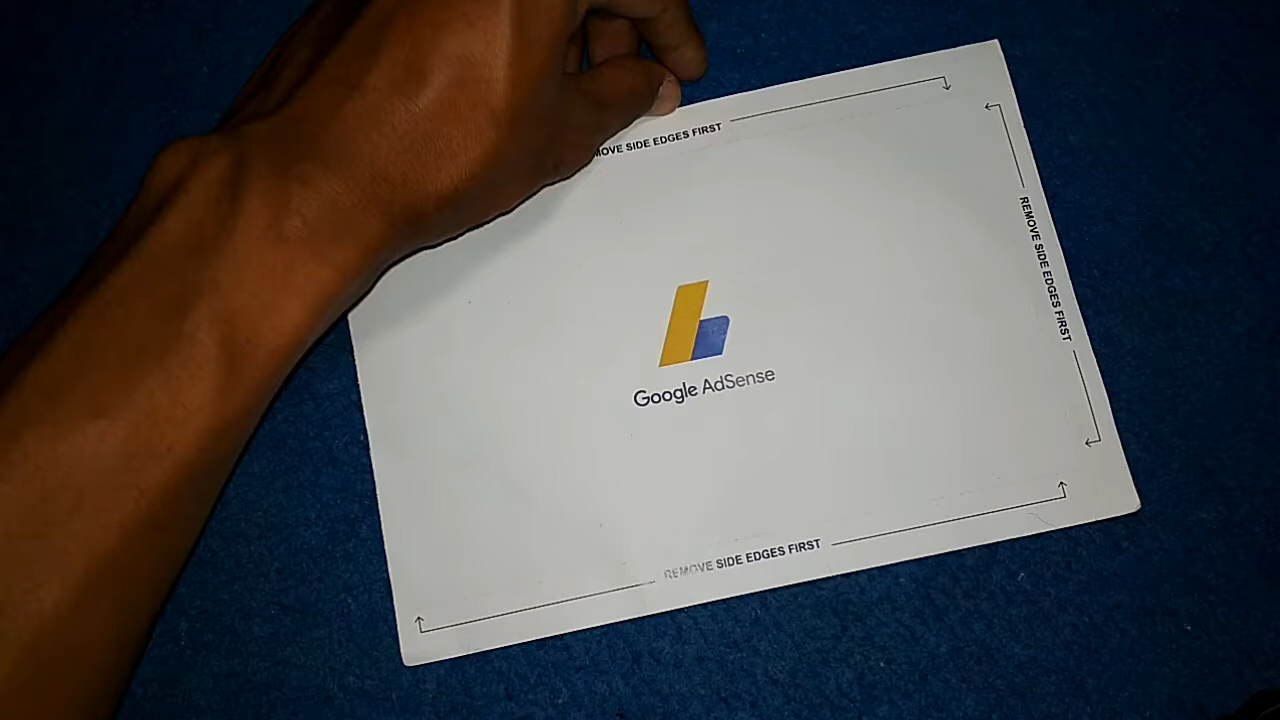 MOVE SIDE EDGES FIRST
REMOVE SIDE EDGES FIRST
Google AdSense
REMOVE SIDE EDGES FIRST